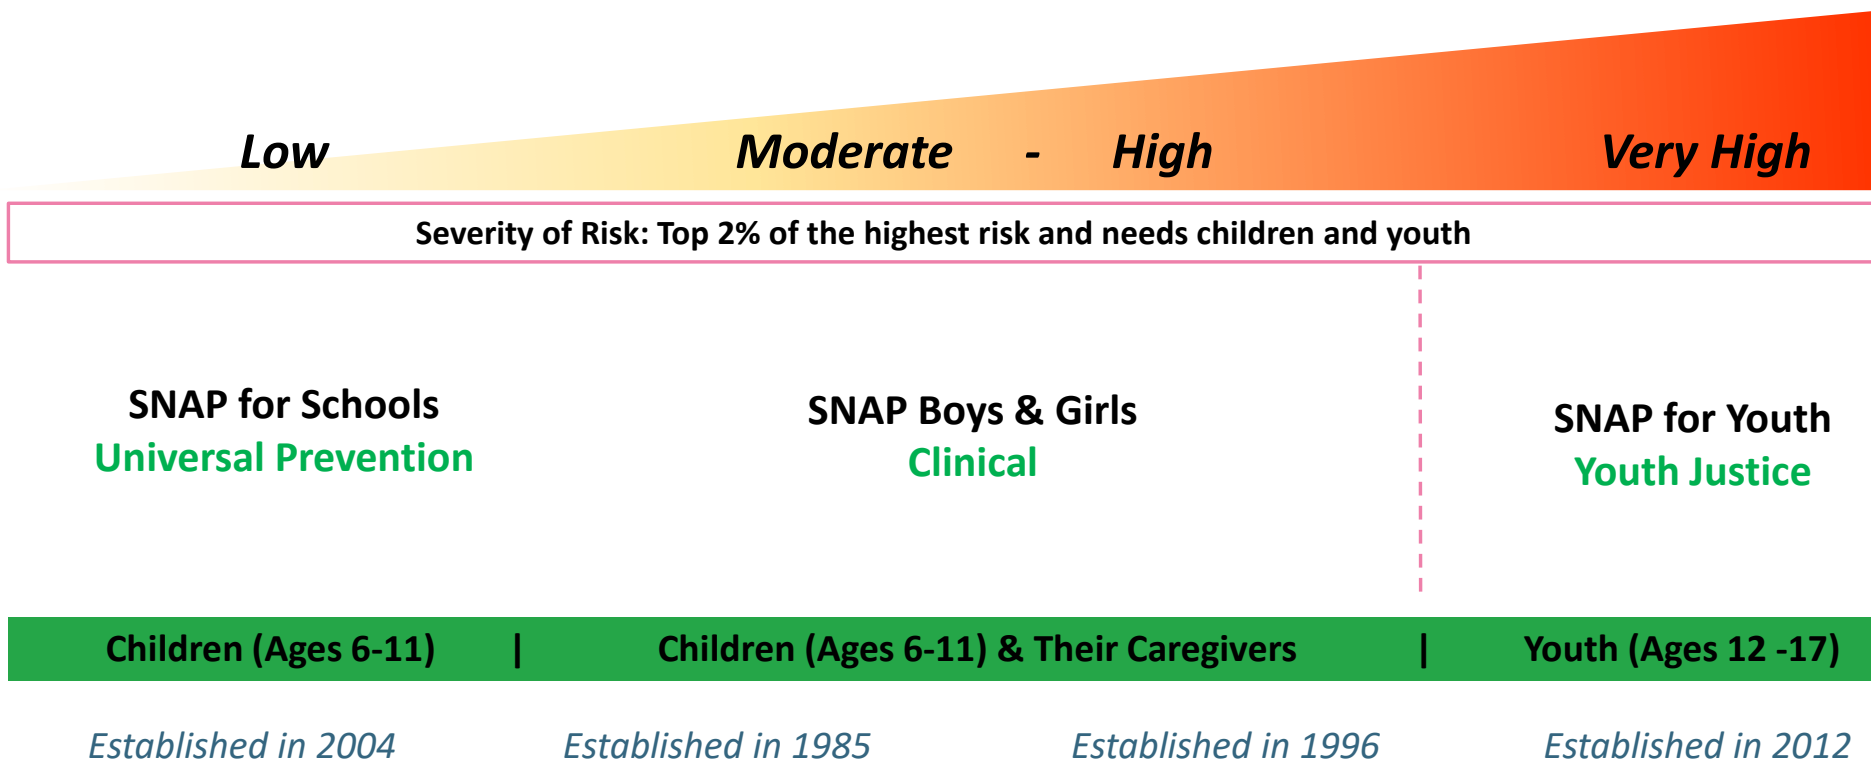 Low Moderate - High Very High
Severity of Risk: Top 2% of the highest risk and needs children and youth
SNAP for Schools
Universal Prevention
SNAP Boys & Girls
Clinical
SNAP for Youth
Youth Justice
Children (Ages 6-11) | Children (Ages 6-11) & Their Caregivers | Youth (Ages 12 -17)
Established in 2004 Established in 1985 Established in 1996 Established in 2012